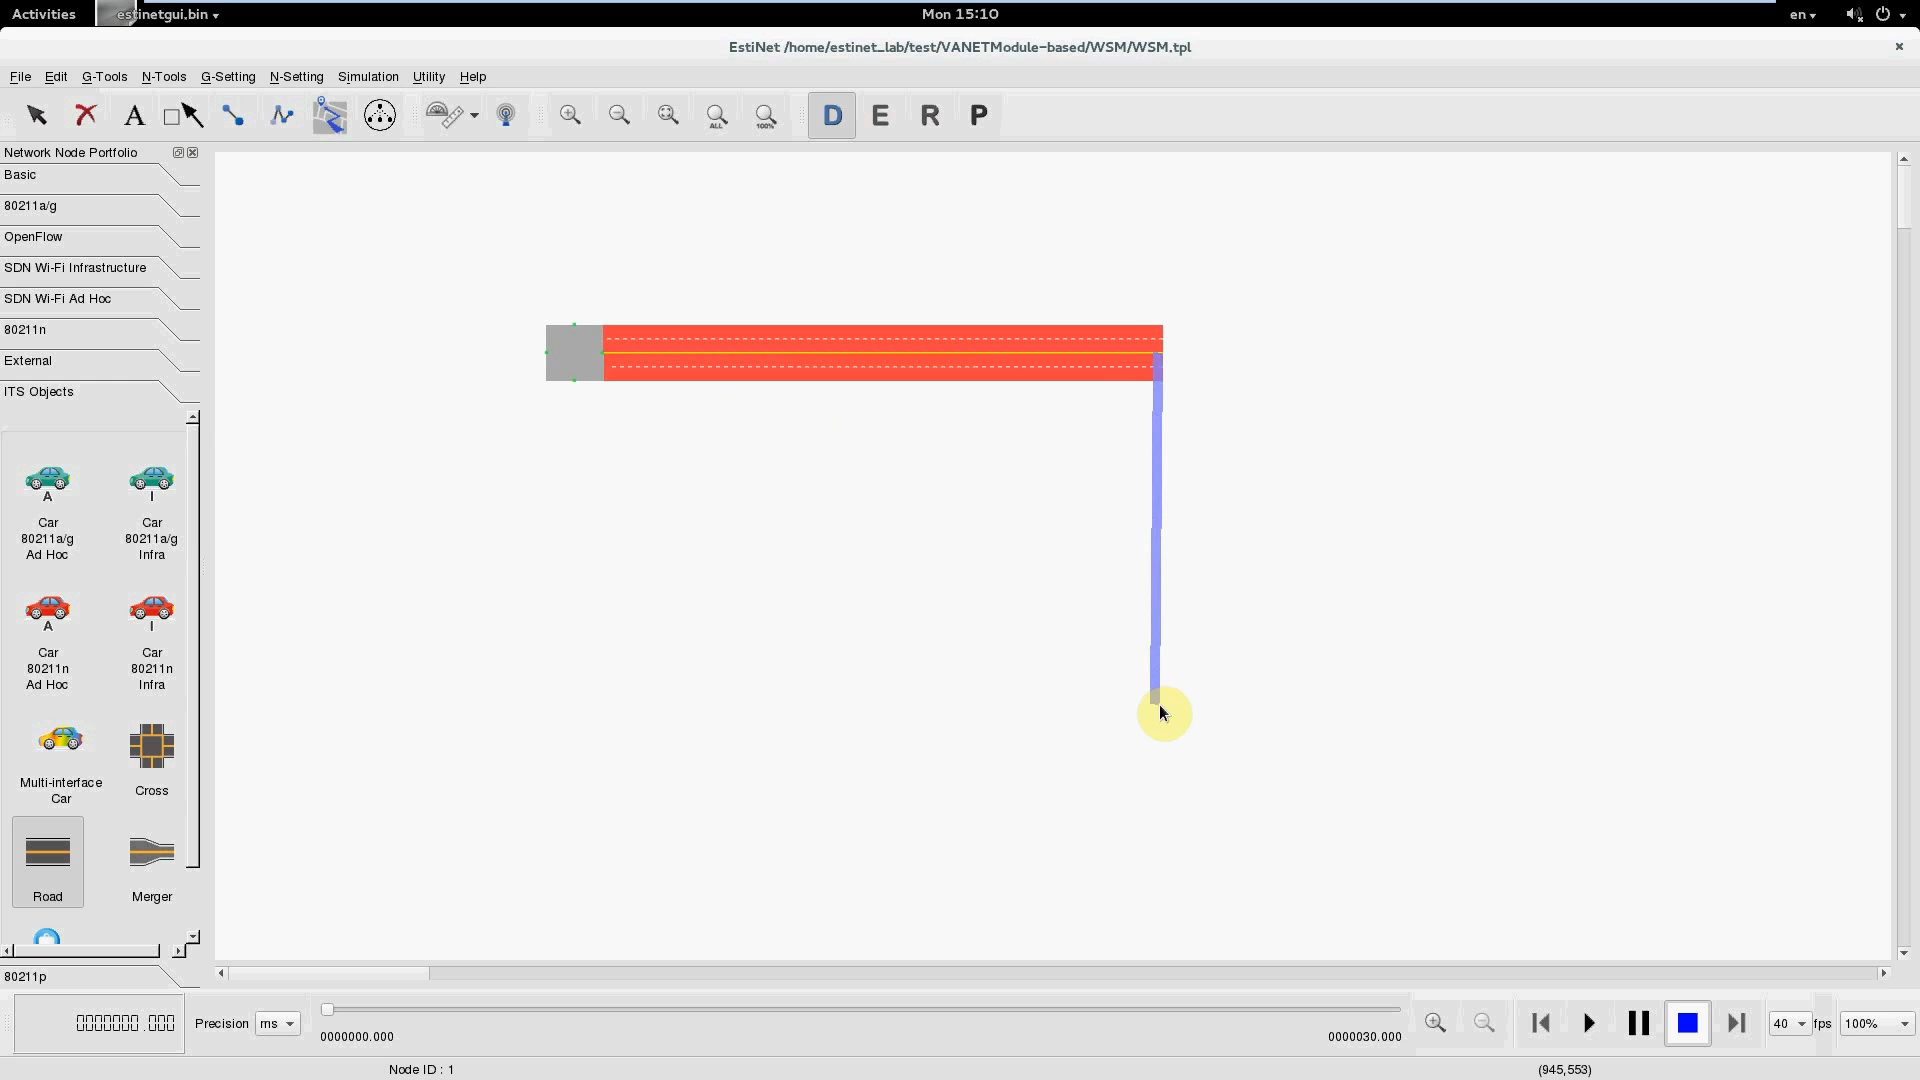 Activities estinetgui.bin Mon 15:10 en
EstiNet /home/estinet_lab/test/VANETModule-based/WSM/WSM.tpl
File Edit G-Tools N-Tools G-Setting N-Setting Simulation Utility Help
A ALL 100% D E R P
Network Node Portfolio
Basic
80211a/g
OpenFlow
SDN Wi-Fi Infrastructure
SDN Wi-Fi Ad Hoc
80211n
External
ITS Objects
A I
Car Car
80211a/g 80211a/g
Ad Hoc Infra
A I
Car Car
80211n 80211n
Ad Hoc Infra
Multi-interface Cross
Car
Road Merger
80211p
0000000.000 Precision ms 40 fps 100%
0000000.000 0000030.000
Node ID : 1 (945,553)